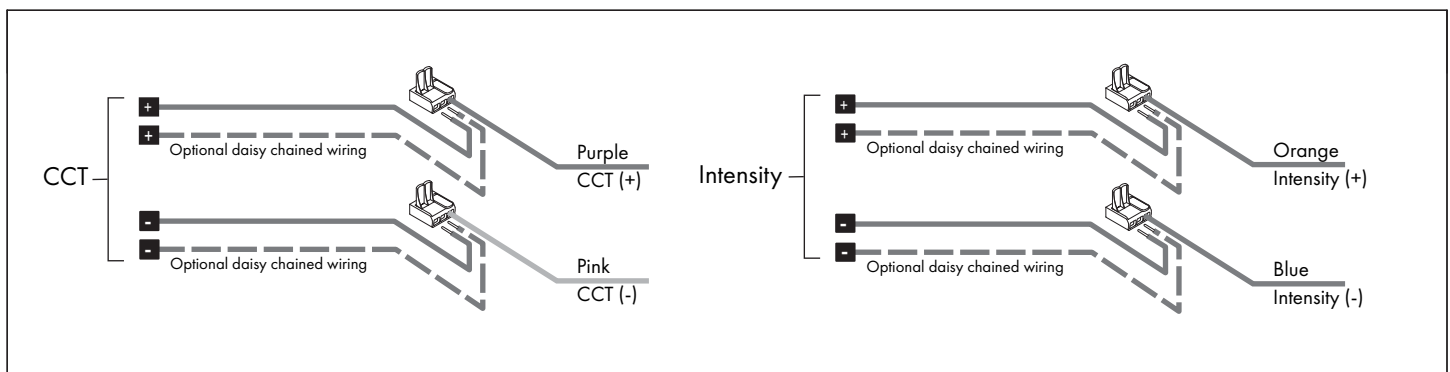 CCT
+
+
Optional daisy chained wiring
Purple
CCT (+)
-
-
Optional daisy chained wiring
Pink
CCT (-)
Intensity
+
+
Optional daisy chained wiring
Orange
Intensity (+)
-
-
Optional daisy chained wiring
Blue
Intensity (-)